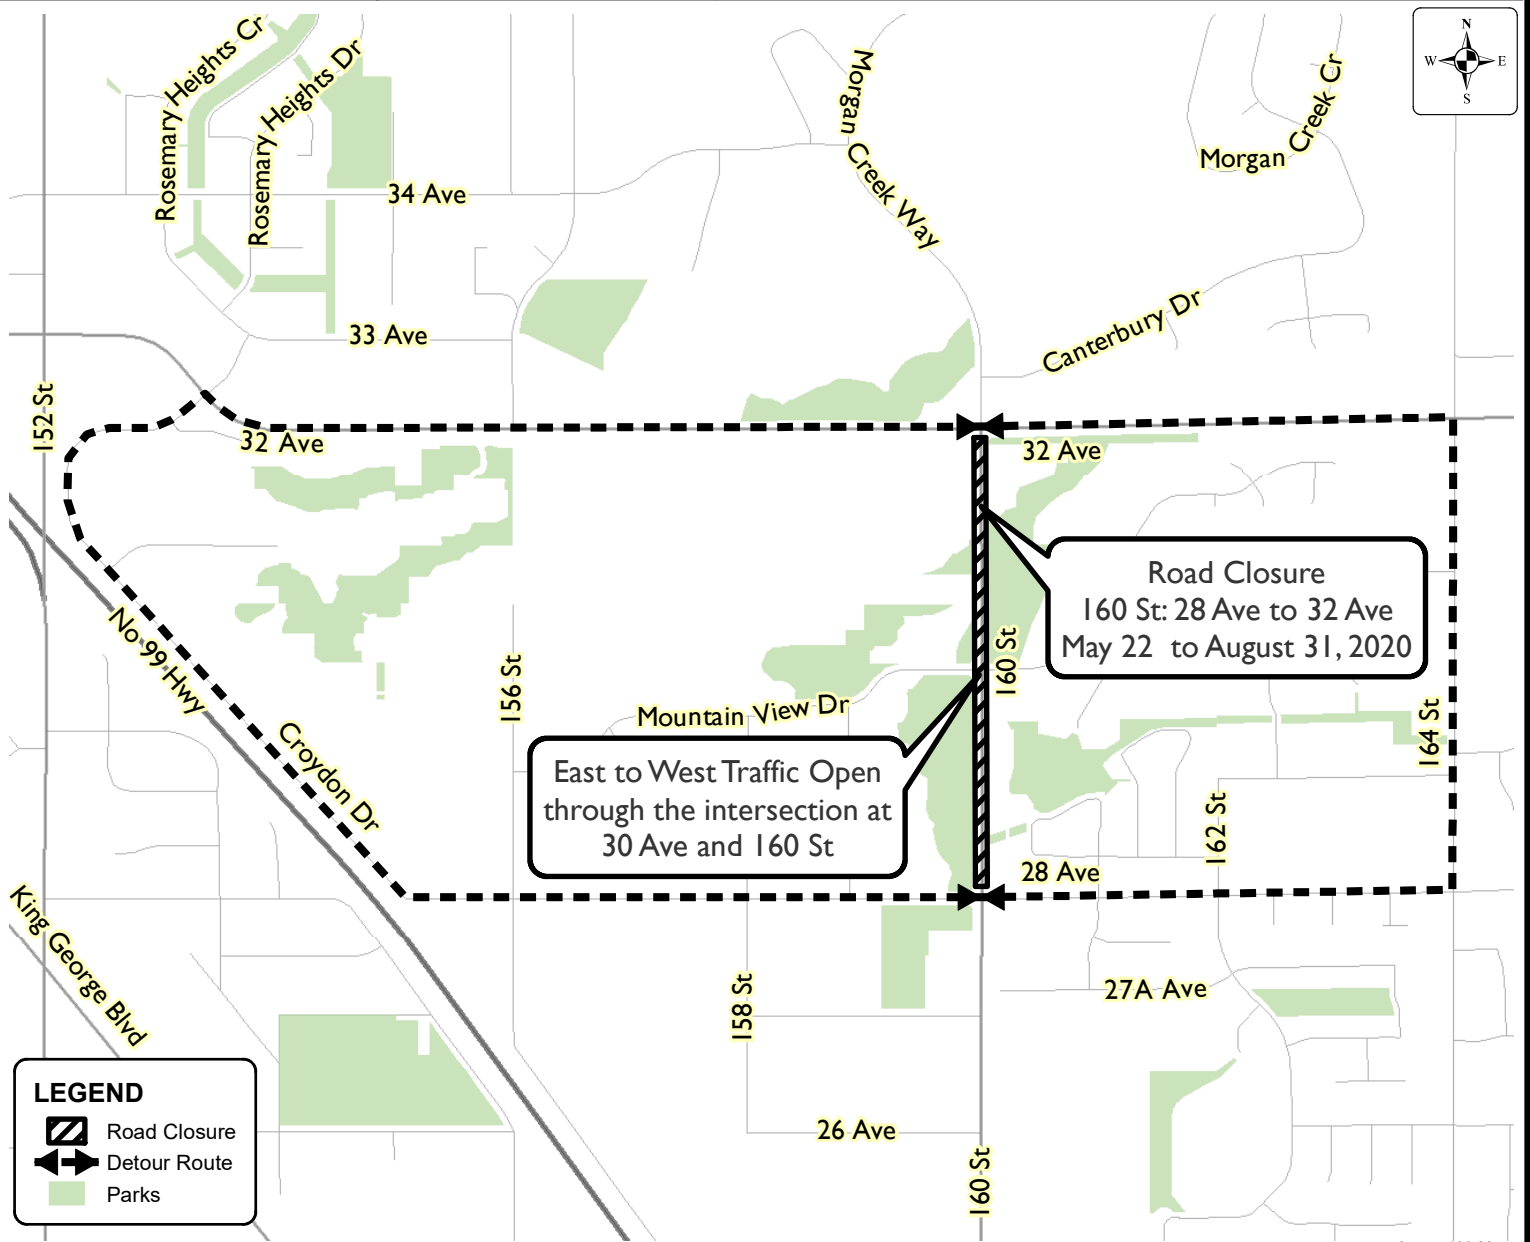 Rosemary Heights Cr
Rosemary Heights Dr
Morgan Creek Way
Morgan Creek Cr
N
W E
S
34 Ave
33 Ave
Canterbury Dr
152 St
32 Ave
32 Ave
Road Closure
160 St: 28 Ave to 32 Ave
May 22 to August 31, 2020
No 99 Hwy
156 St
160 St
Mountain View Dr
164 St
Croydon Dr
East to West Traffic Open
through the intersection at
30 Ave and 160 St
162 St
28 Ave
King George Blvd
158 St
27A Ave
26 Ave
160 St
LEGEND
Road Closure
Detour Route
Parks